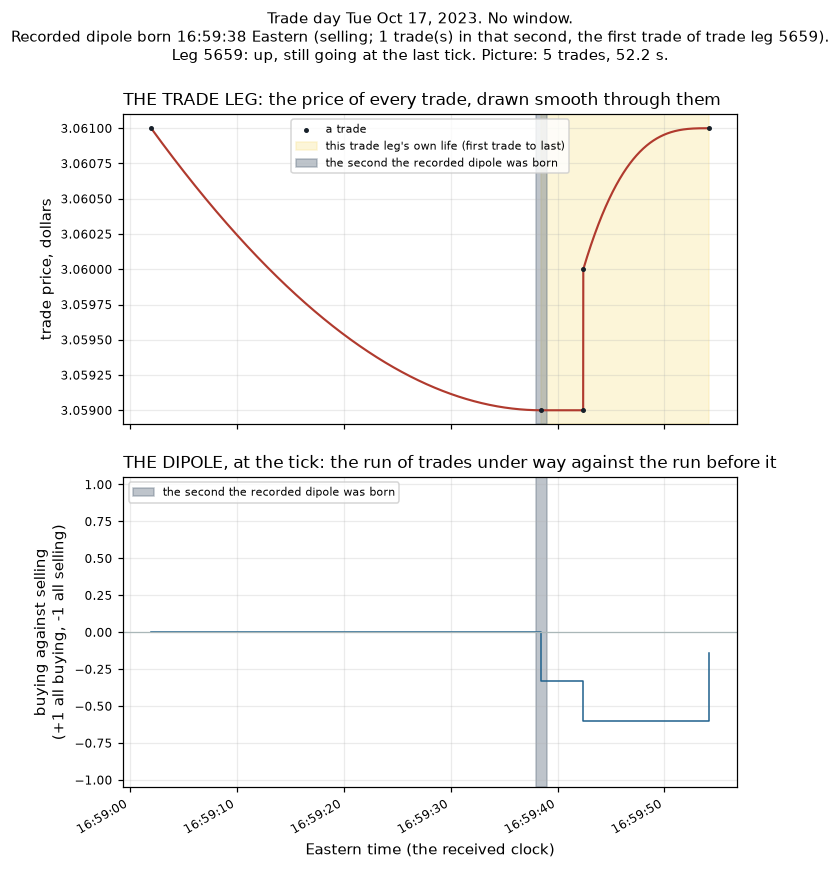 Trade day Tue Oct 17, 2023. No window.
Recorded dipole born 16:59:38 Eastern (selling; 1 trade(s) in that second, the first trade of trade leg 5659).
Leg 5659: up, still going at the last tick. Picture: 5 trades, 52.2 s.
THE TRADE LEG: the price of every trade, drawn smooth through them
a trade
this trade leg's own life (first trade to last)
the second the recorded dipole was born
trade price, dollars
3.06100
3.06075
3.06050
3.06025
3.06000
3.05975
3.05950
3.05925
3.05900
THE DIPOLE, at the tick: the run of trades under way against the run before it
the second the recorded dipole was born
buying against selling
(+1 all buying, -1 all selling)
1.00
0.75
0.50
0.25
0.00
−0.25
−0.50
−0.75
−1.00
16:59:00
16:59:10
16:59:20
16:59:30
16:59:40
16:59:50
Eastern time (the received clock)